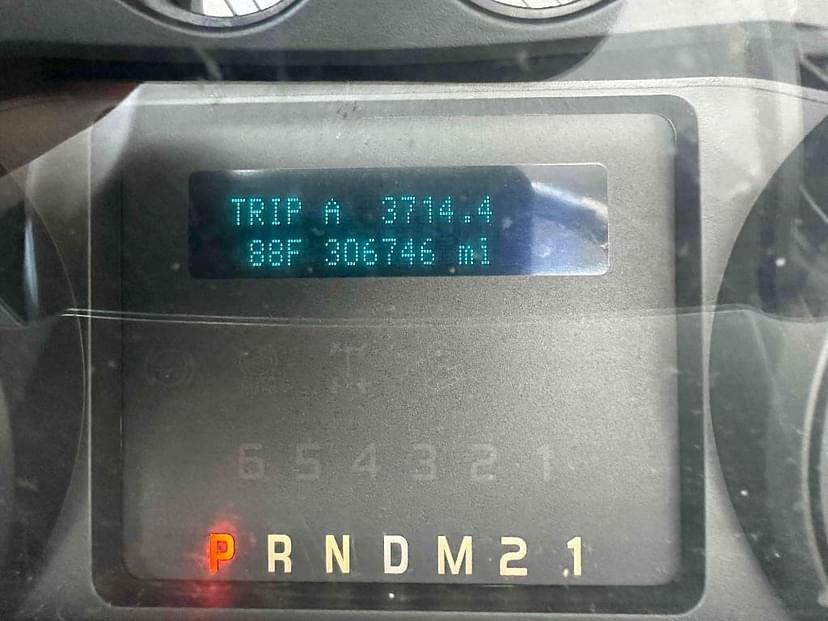 TRIP A 3714.4
88F 306746 mi
6 5 4 3 2 1
P R N D M 2 1